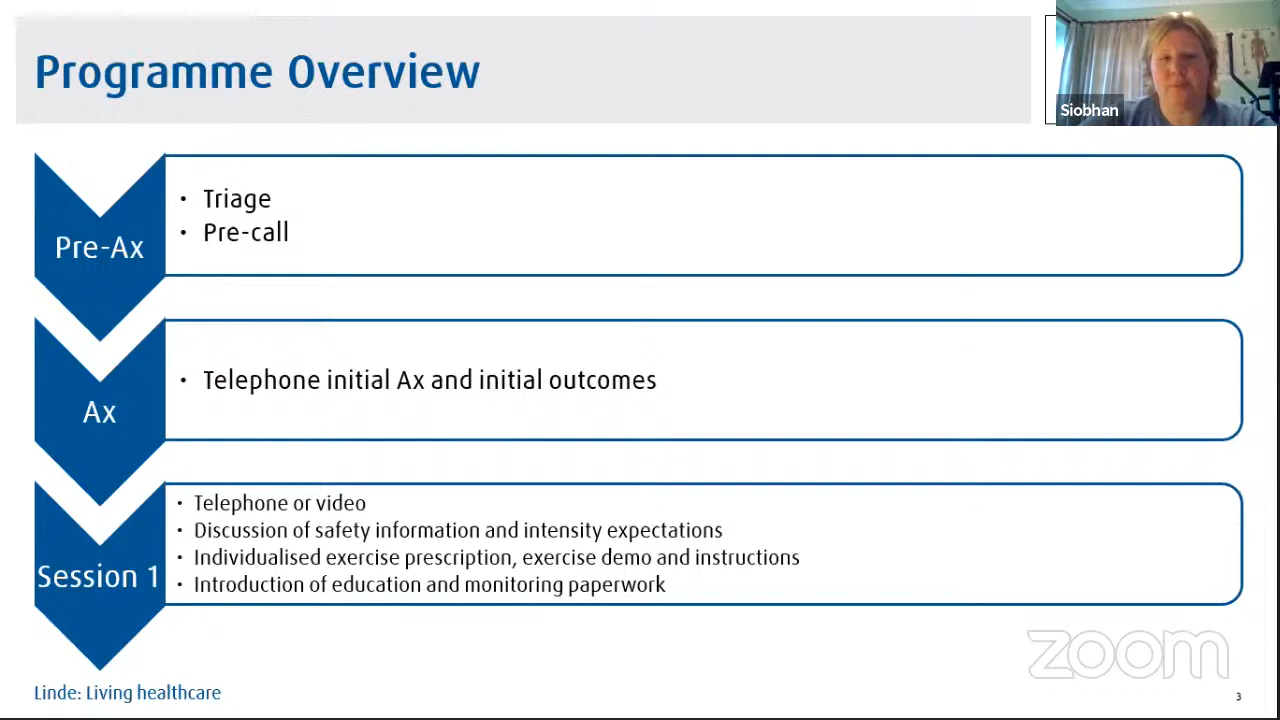 Programme Overview
Siobhan
Pre-Ax
• Triage
• Pre-call
Ax
• Telephone initial Ax and initial outcomes
Session 1
• Telephone or video
• Discussion of safety information and intensity expectations
• Individualised exercise prescription, exercise demo and instructions
• Introduction of education and monitoring paperwork
zoom
Linde: Living healthcare
3